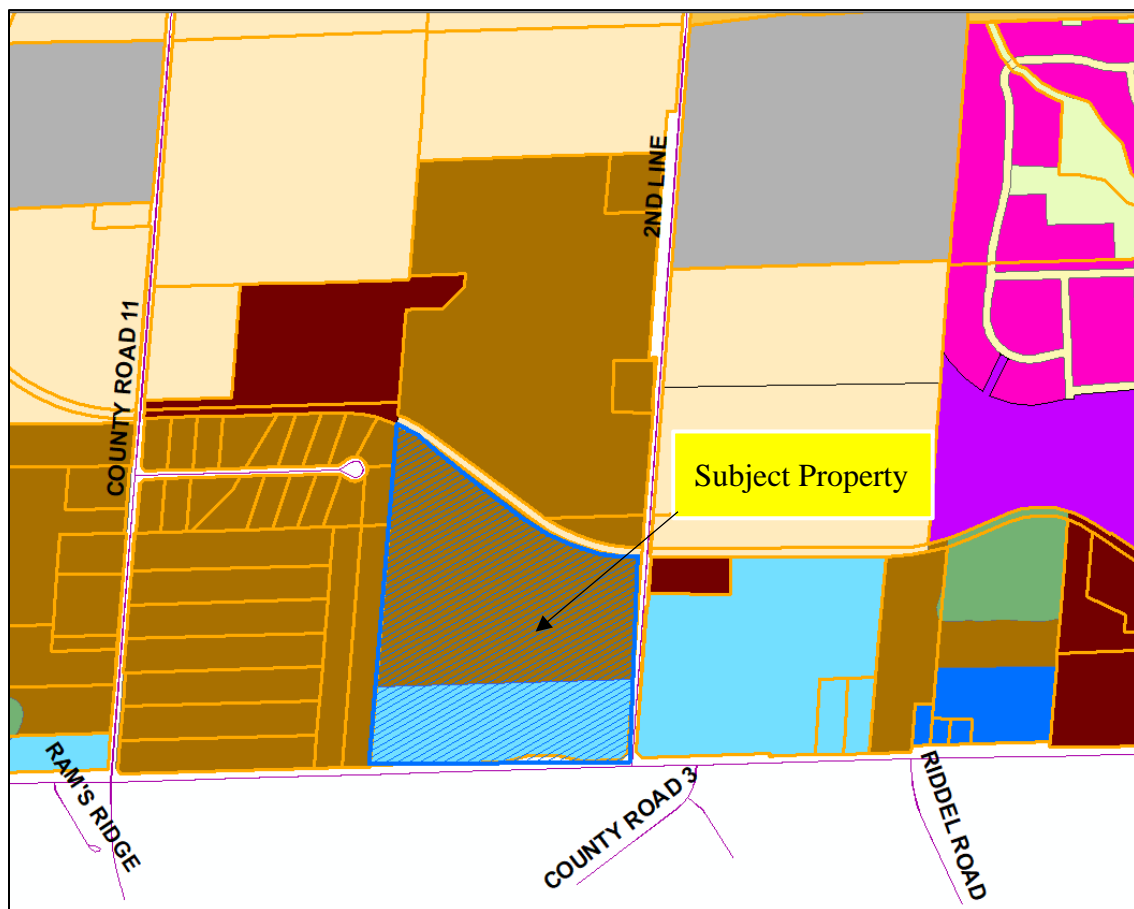 2ND LINE
COUNTY ROAD 11
Subject Property
RAM'S RIDGE
COUNTY ROAD 3
RIDDEL ROAD